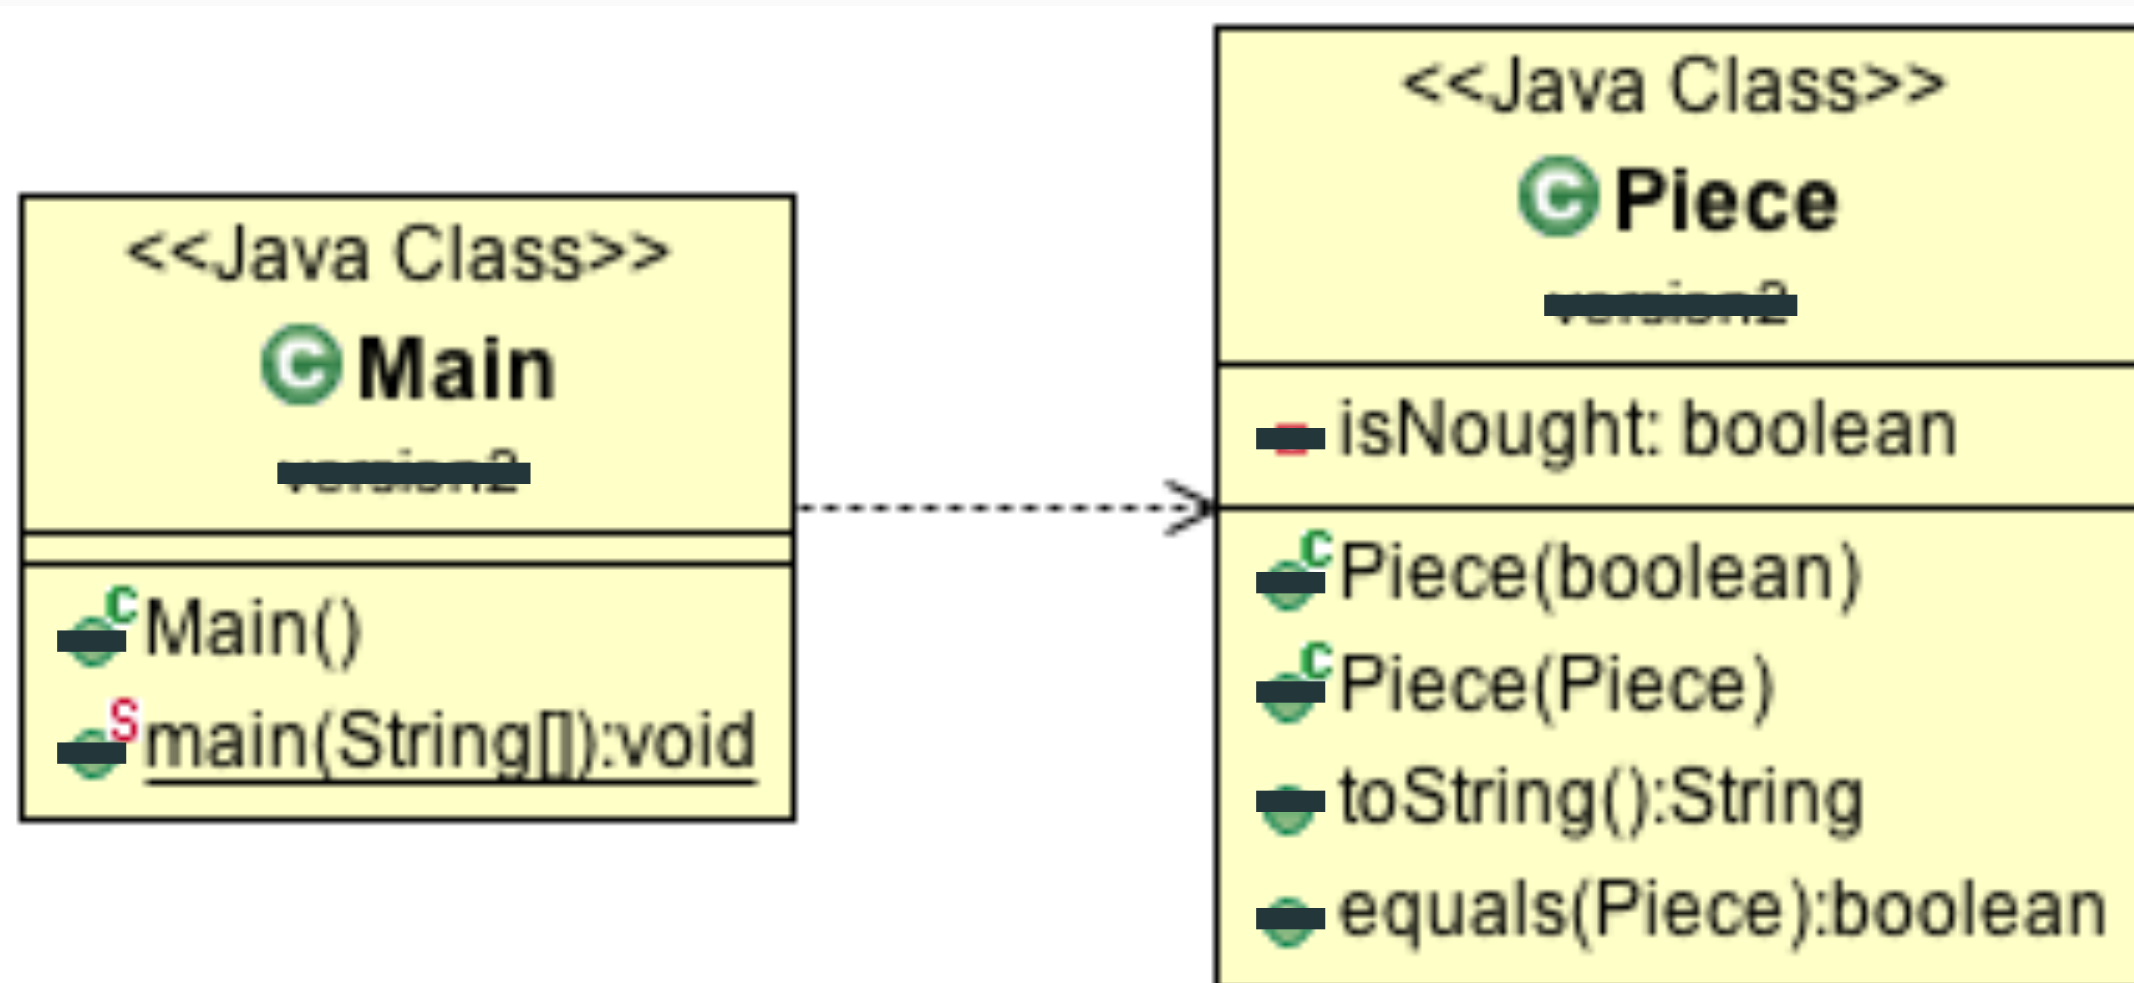 <<Java Class>>
Main
main(String[]):void
Main()
<<Java Class>>
Piece
isNought: boolean
Piece(boolean)
Piece(Piece)
toString():String
equals(Piece):boolean